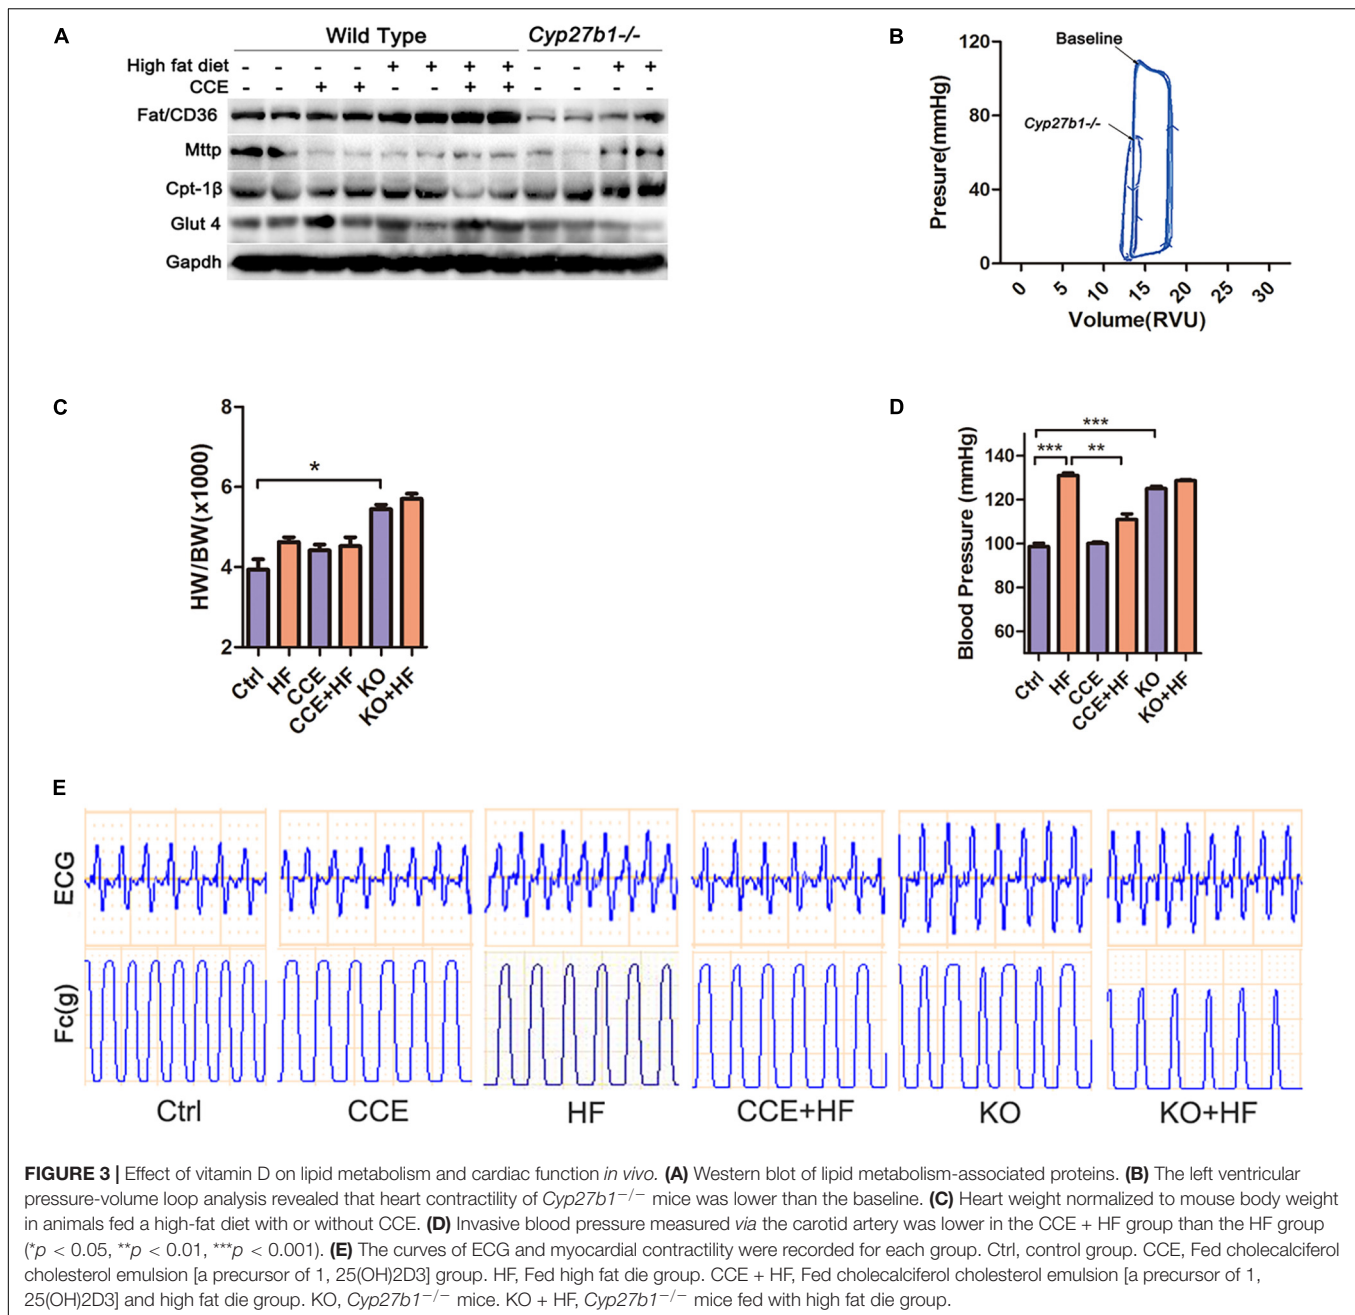 A
Wild Type Cyp27b1-/-
High fat diet - - - - + + + + - - + +
CCE - - + + - - + + - - - -
Fat/CD36
Mttp
Cpt-1β
Glut 4
Gapdh
B
Pressure(mmHg)
120
80
40
0
Baseline
Cyp27b1-/-
0 5 10 15 20 25 30
Volume(RVU)
C
HW/BW(x1000)
8
6
4
2
*
Ctrl HF CCE CCE+HF KO KO+HF
D
Blood Pressure (mmHg)
140
120
100
80
60
***
*** **
Ctrl HF CCE CCE+HF KO KO+HF
E
ECG
Fc(g)
Ctrl CCE HF CCE+HF KO KO+HF
FIGURE 3 | Effect of vitamin D on lipid metabolism and cardiac function in vivo. (A) Western blot of lipid metabolism-associated proteins. (B) The left ventricular
pressure-volume loop analysis revealed that heart contractility of Cyp27b1−/− mice was lower than the baseline. (C) Heart weight normalized to mouse body weight
in animals fed a high-fat diet with or without CCE. (D) Invasive blood pressure measured via the carotid artery was lower in the CCE + HF group than the HF group
(*p < 0.05, **p < 0.01, ***p < 0.001). (E) The curves of ECG and myocardial contractility were recorded for each group. Ctrl, control group. CCE, Fed cholecalciferol
cholesterol emulsion [a precursor of 1, 25(OH)2D3] group. HF, Fed high fat die group. CCE + HF, Fed cholecalciferol cholesterol emulsion [a precursor of 1,
25(OH)2D3] and high fat die group. KO, Cyp27b1−/− mice. KO + HF, Cyp27b1−/− mice fed with high fat die group.